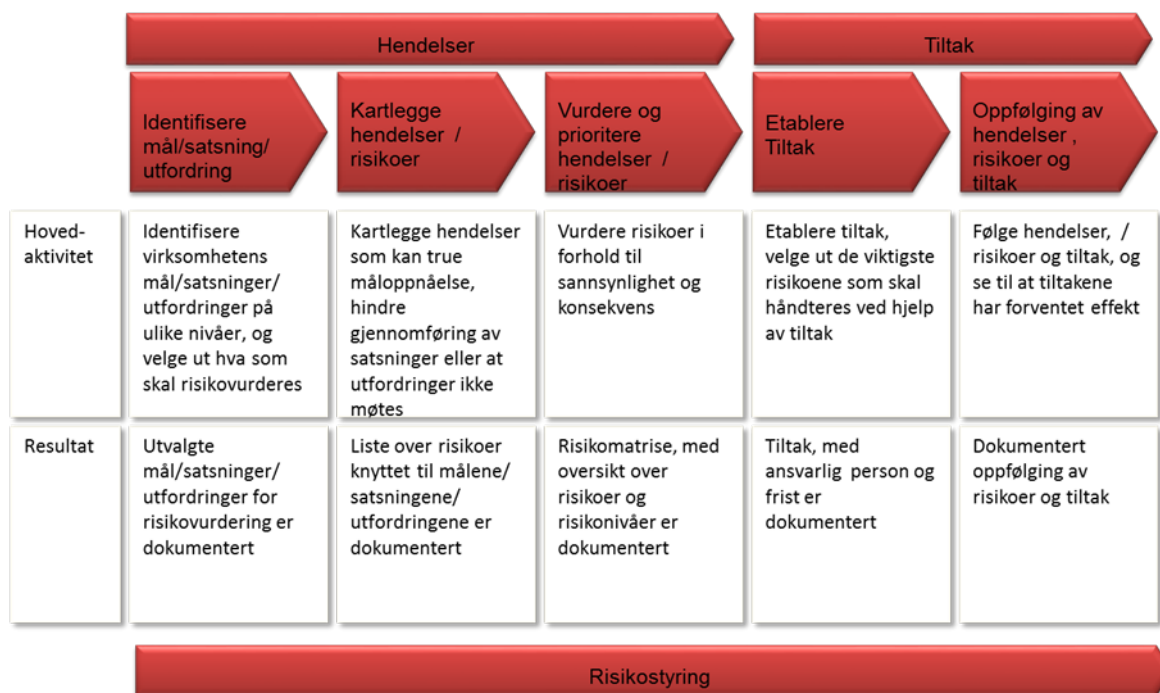 Hendelser
Tiltak
Identifisere
mål/satsning/
utfordring
Kartlegge
hendelser /
risikoer
Vurdere og
prioritere
hendelser /
risikoer
Etablere
Tiltak
Oppfølging av
hendelser ,
risikoer og
tiltak
Hoved-
aktivitet
Identifisere
virksomhetens
mål/satsninger/
utfordringer på
ulike nivåer, og
velge ut hva som
skal risikovurderes
Kartlegge hendelser
som kan true
måloppnåelse,
hindre
gjennomføring av
satsninger eller at
utfordringer ikke
møtes
Vurdere risikoer i
forhold til
sannsynlighet og
konsekvens
Etablere tiltak,
velge ut de viktigste
risikoene som skal
håndteres ved hjelp
av tiltak
Følge hendelser, /
risikoer og tiltak, og
se til at tiltakene
har forventet effekt
Resultat
Utvalgte
mål/satsninger/
utfordringer for
risikovurdering er
dokumentert
Liste over risikoer
knyttet til målene/
satsningene/
utfordringene er
dokumentert
Risikomatrise, med
oversikt over
risikoer og
risikonivåer er
dokumentert
Tiltak, med
ansvarlig person og
frist er
dokumentert
Dokumentert
oppfølging av
risikoer og tiltak
Risikostyring